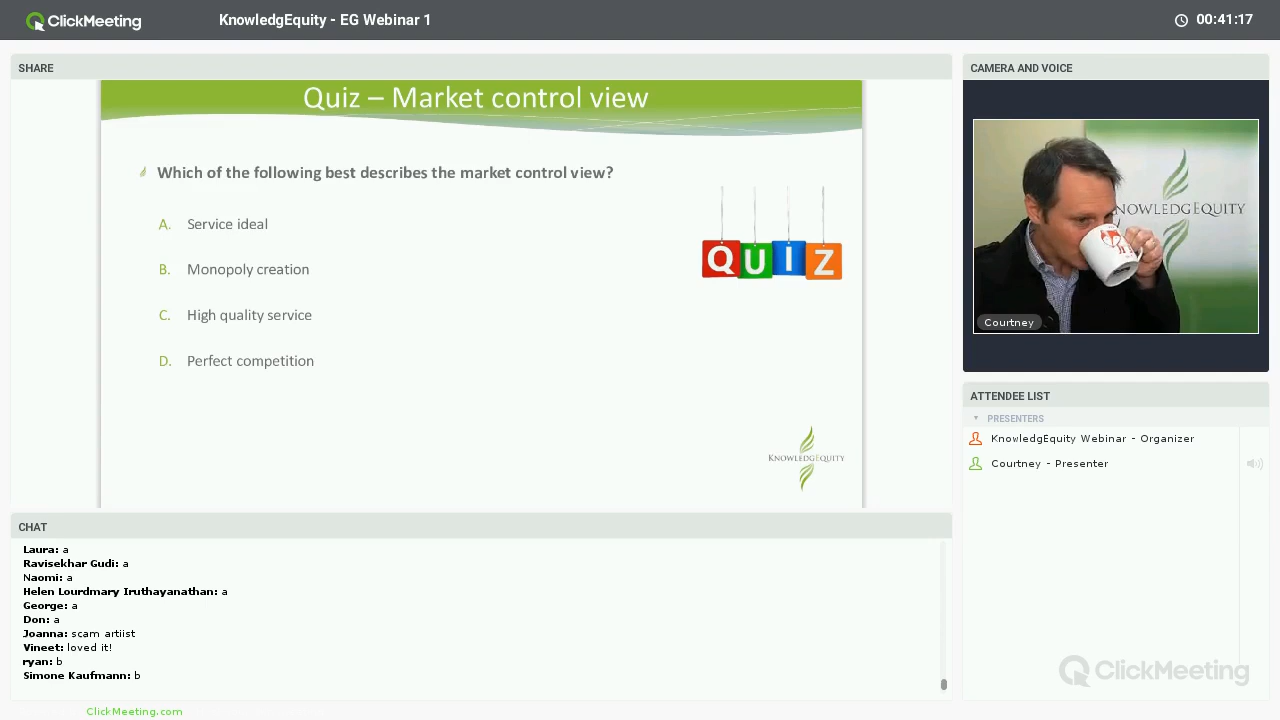 ClickMeeting
KnowledgEquity - EG Webinar 1
00:41:17
SHARE
Quiz – Market control view
Which of the following best describes the market control view?
A. Service ideal
B. Monopoly creation
C. High quality service
D. Perfect competition
QUIZ
KNOWLEDGEQUITY
CAMERA AND VOICE
NOWLEDGEQUITY
Courtney
ATTENDEE LIST
PRESENTERS
KnowledgEquity Webinar - Organizer
Courtney - Presenter
CHAT
Laura: a
Ravisekhar Gudi: a
Naomi: a
Helen Lourdmary Iruthayanathan: a
George: a
Don: a
Joanna: scam artiist
Vineet: loved it!
ryan: b
Simone Kaufmann: b
ClickMeeting
ClickMeeting.com